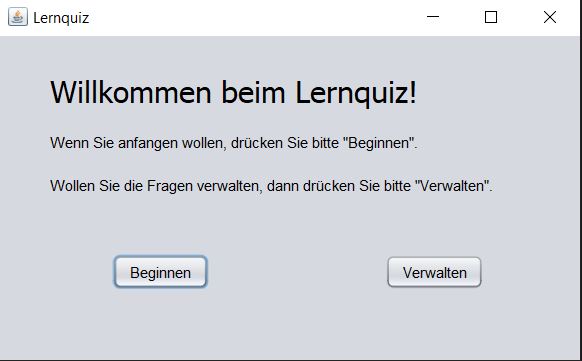 Lernquiz
Willkommen beim Lernquiz!
Wenn Sie anfangen wollen, drücken Sie bitte "Beginnen".
Wollen Sie die Fragen verwalten, dann drücken Sie bitte "Verwalten".
Beginnen
Verwalten